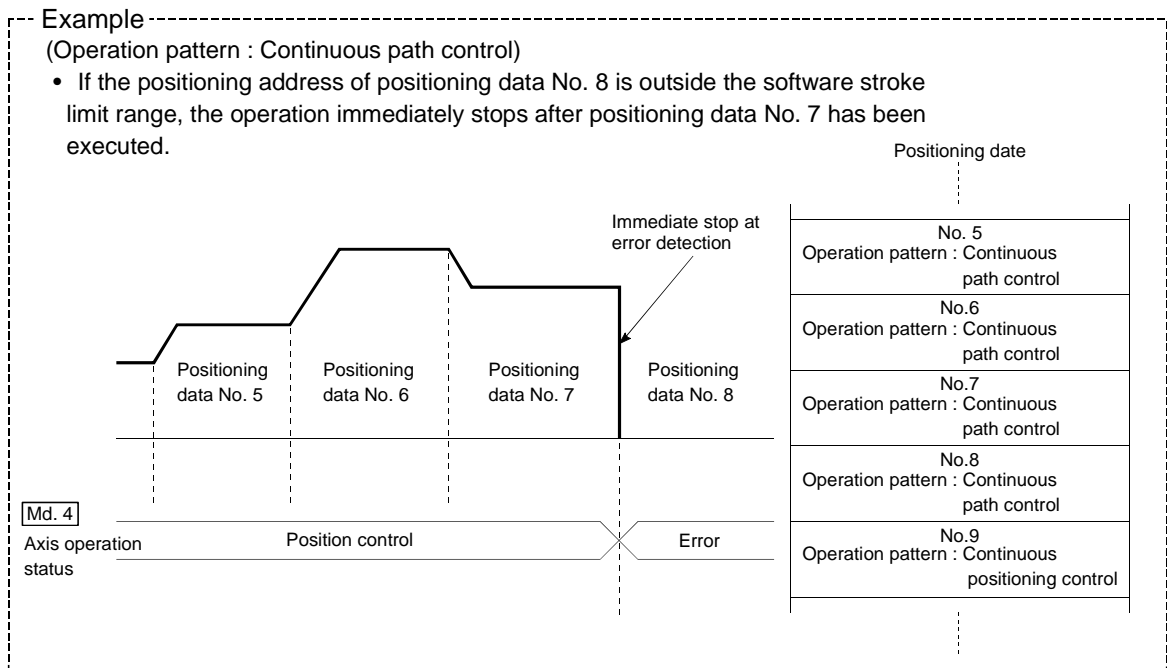 Example
(Operation pattern : Continuous path control)
• If the positioning address of positioning data No. 8 is outside the software stroke
limit range, the operation immediately stops after positioning data No. 7 has been
executed.
Positioning date
Immediate stop at
error detection
Positioning
data No. 5
Positioning
data No. 6
Positioning
data No. 7
Positioning
data No. 8
Md. 4
Axis operation
status
Position control
Error
No. 5
Operation pattern : Continuous
path control
No.6
Operation pattern : Continuous
path control
No.7
Operation pattern : Continuous
path control
No.8
Operation pattern : Continuous
path control
No.9
Operation pattern : Continuous
positioning control